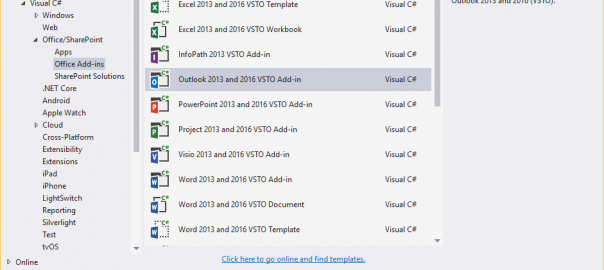 Visual C#
Windows
Web
Office/SharePoint
Apps
Office Add-ins
SharePoint Solutions
.NET Core
Android
Apple Watch
Cloud
Cross-Platform
Extensibility
Extensions
iPad
iPhone
LightSwitch
Reporting
Silverlight
Test
tvOS
Online
Excel 2013 and 2016 VSTO Template Visual C#
Excel 2013 and 2016 VSTO Workbook Visual C#
InfoPath 2013 VSTO Add-in Visual C#
Outlook 2013 and 2016 VSTO Add-in Visual C#
PowerPoint 2013 and 2016 VSTO Add-in Visual C#
Project 2013 and 2016 VSTO Add-in Visual C#
Visio 2013 and 2016 VSTO Add-in Visual C#
Word 2013 and 2016 VSTO Add-in Visual C#
Word 2013 and 2016 VSTO Document Visual C#
Word 2013 and 2016 VSTO Template Visual C#
Click here to go online and find templates.
Outlook 2013 and 2016 (VSTO).